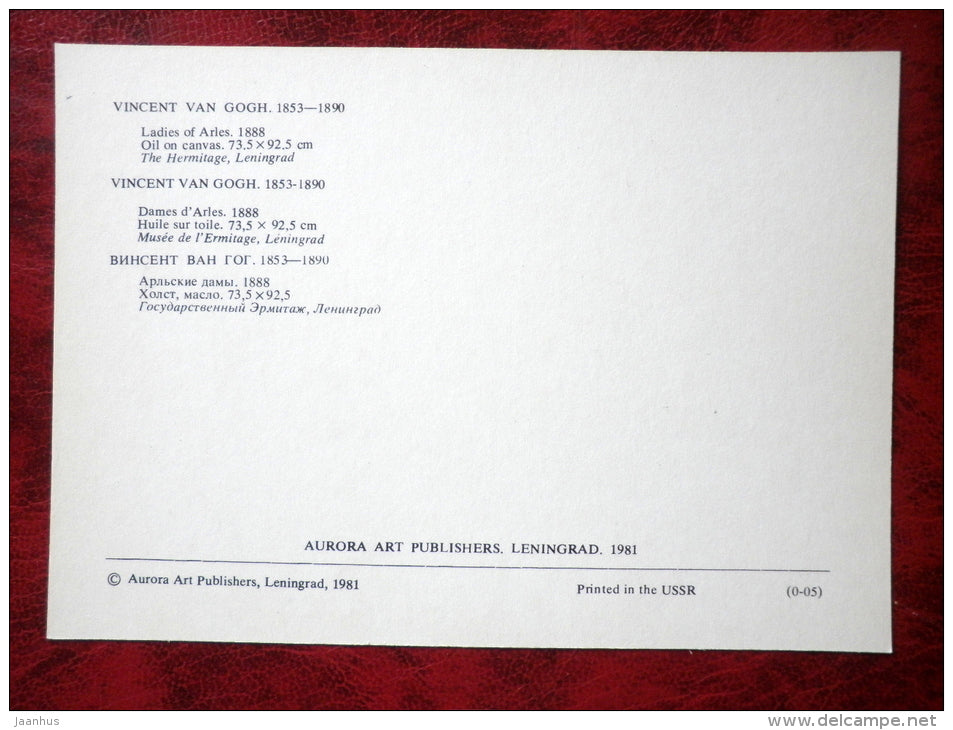 VINCENT VAN GOGH. 1853—1890
Ladies of Arles. 1888
Oil on canvas. 73.5 × 92.5 cm
The Hermitage, Leningrad
VINCENT VAN GOGH. 1853-1890
Dames d'Arles. 1888
Huile sur toile. 73,5 × 92,5 cm
Musée de l'Ermitage, Léningrad
ВИНСЕНТ ВАН ГОГ. 1853—1890
Арльские дамы. 1888
Холст, масло. 73,5 × 92,5
Государственный Эрмитаж, Ленинград
AURORA ART PUBLISHERS. LENINGRAD. 1981
© Aurora Art Publishers, Leningrad, 1981
Printed in the USSR
(0-05)
jaanhus
www.delcampe.net